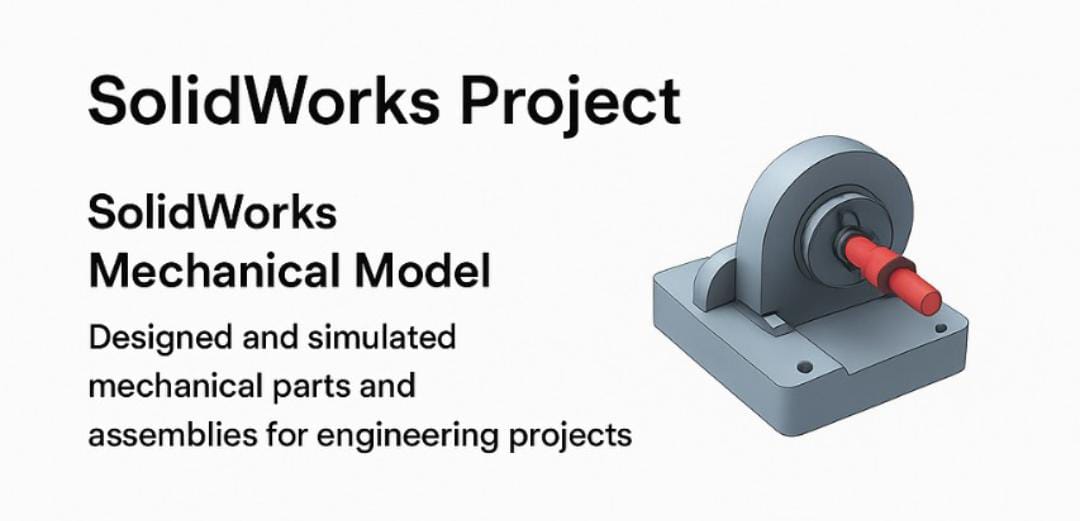 SolidWorks Project
SolidWorks
Mechanical Model
Designed and simulated
mechanical parts and
assemblies for engineering projects